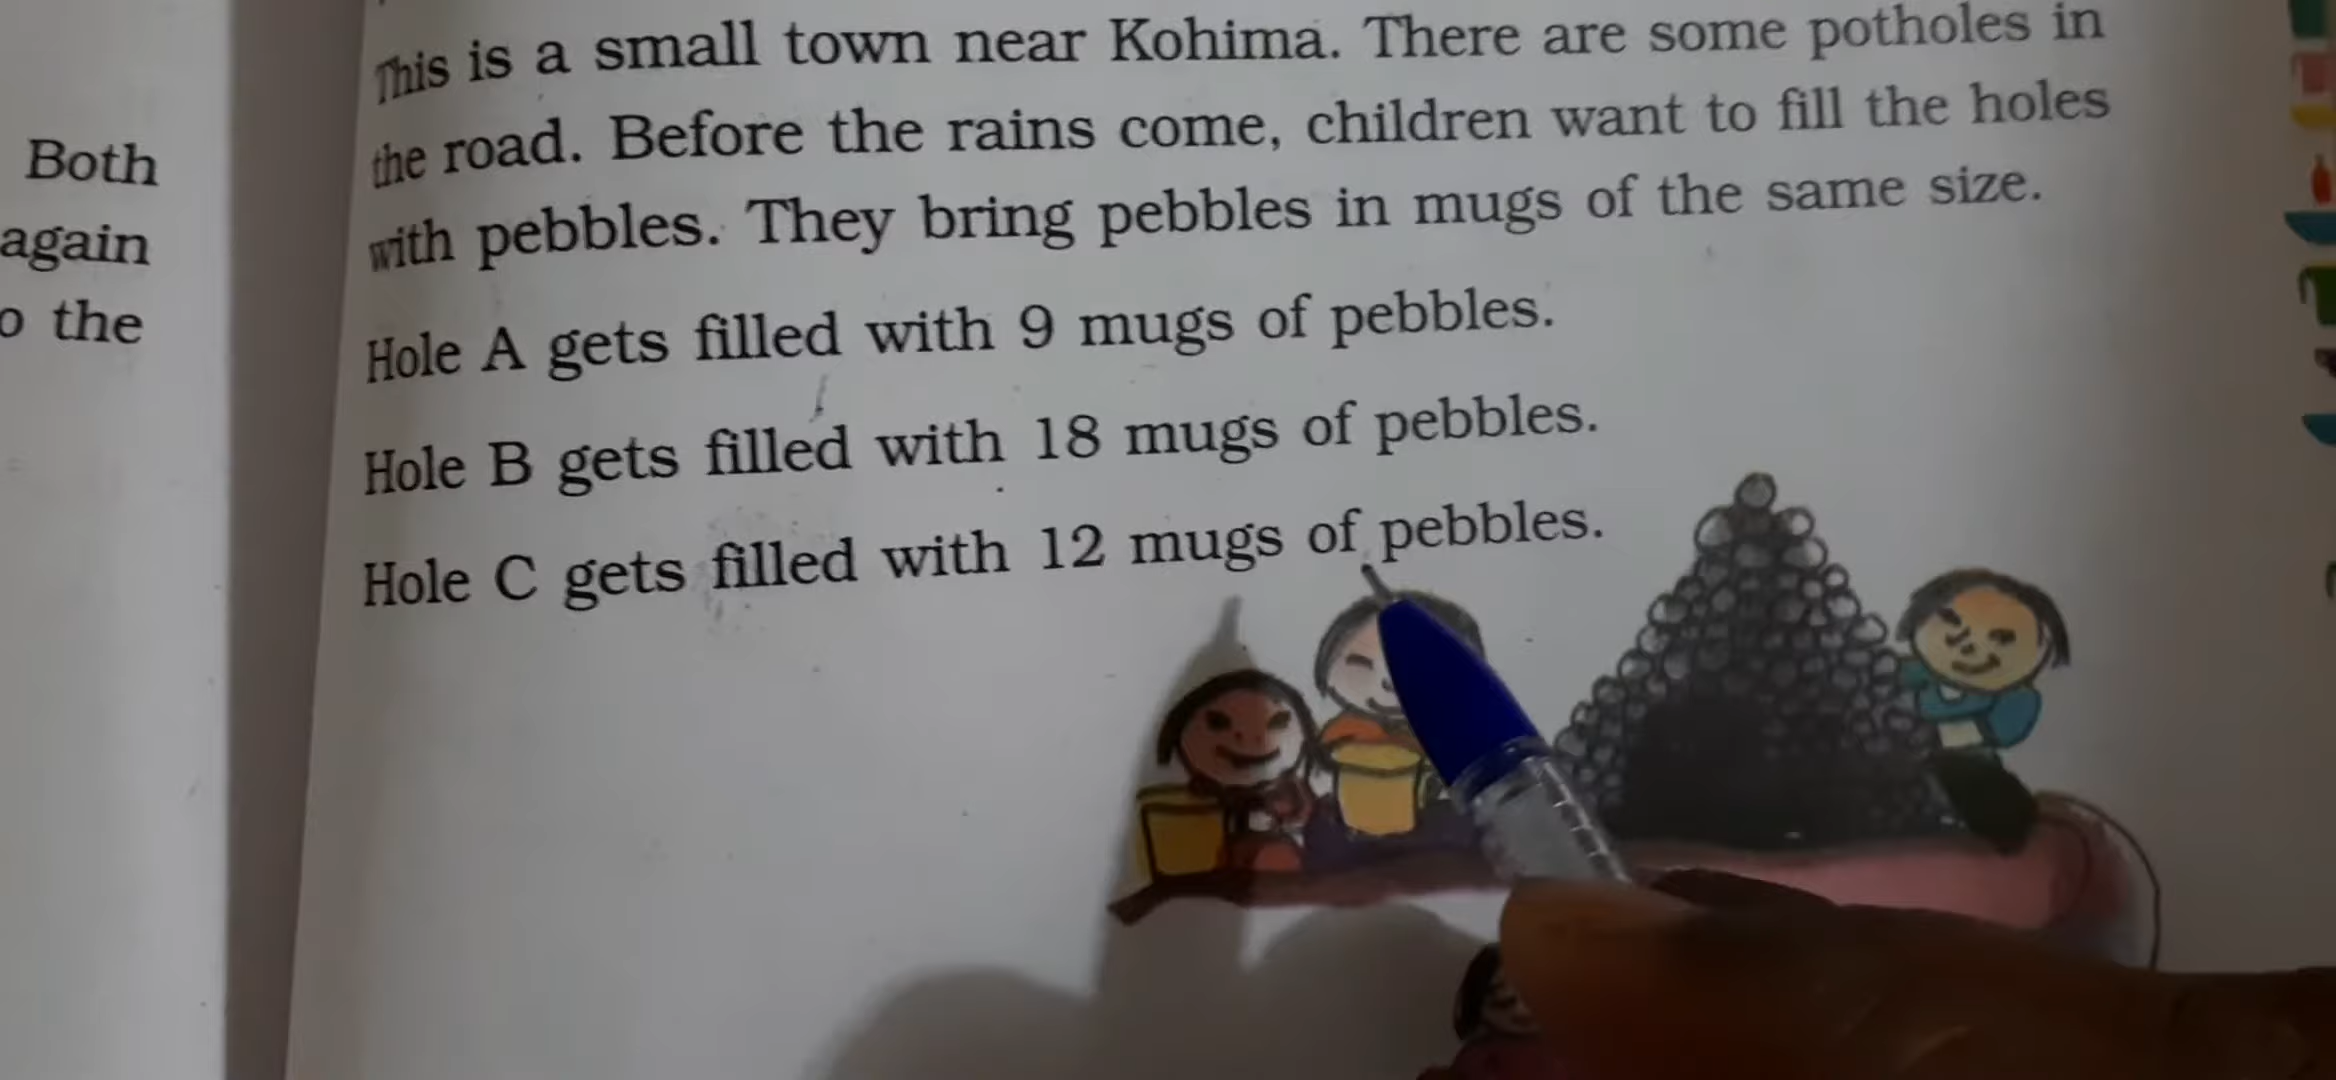 Both
again
o the
This is a small town near Kohima. There are some potholes in
the road. Before the rains come, children want to fill the holes
with pebbles. They bring pebbles in mugs of the same size.
Hole A gets filled with 9 mugs of pebbles.
Hole B gets filled with 18 mugs of pebbles.
Hole C gets filled with 12 mugs of pebbles.